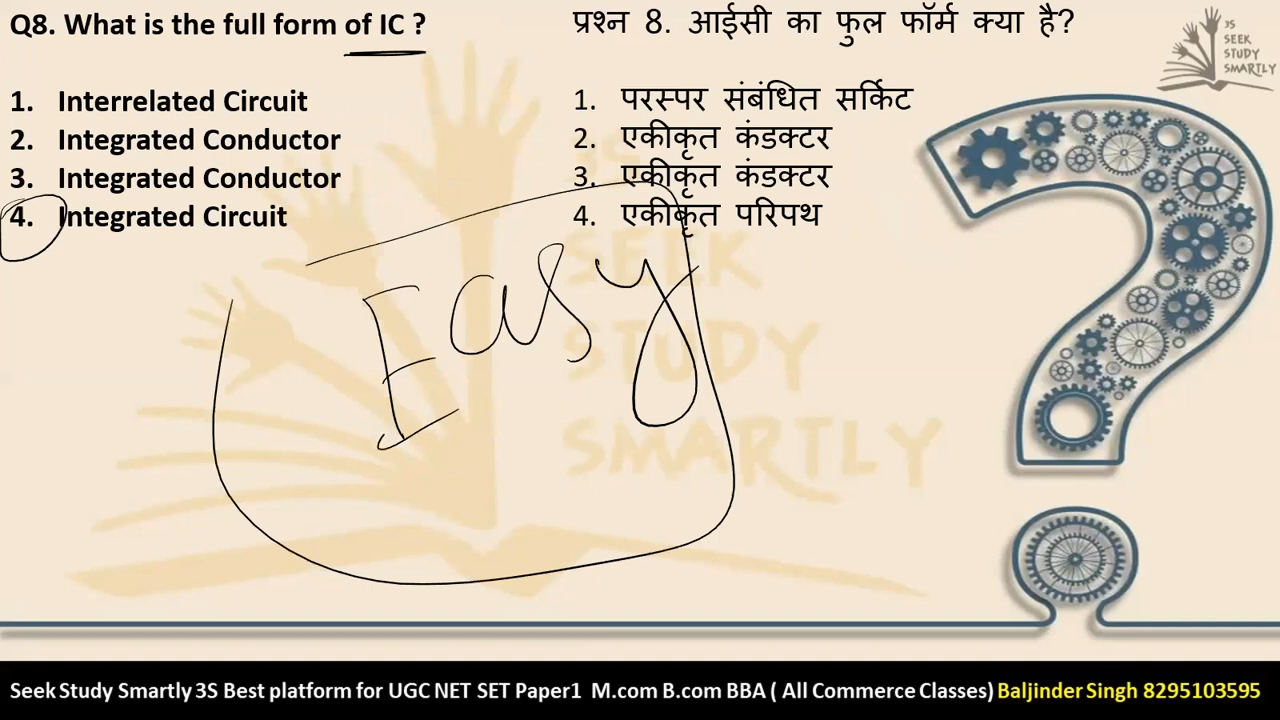 Q8. What is the full form of IC ?
1. Interrelated Circuit
2. Integrated Conductor
3. Integrated Conductor
4. Integrated Circuit
प्रश्न 8. आईसी का फुल फॉर्म क्या है?
1. परस्पर संबंधित सर्किट
2. एकीकृत कंडक्टर
3. एकीकृत कंडक्टर
4. एकीकृत परिपथ
3S
SEEK
STUDY
SMARTLY
Easy
3S
SEEK
STUDY
SMARTLY
Seek Study Smartly 3S Best platform for UGC NET SET Paper1 M.com B.com BBA ( All Commerce Classes) Baljinder Singh 8295103595